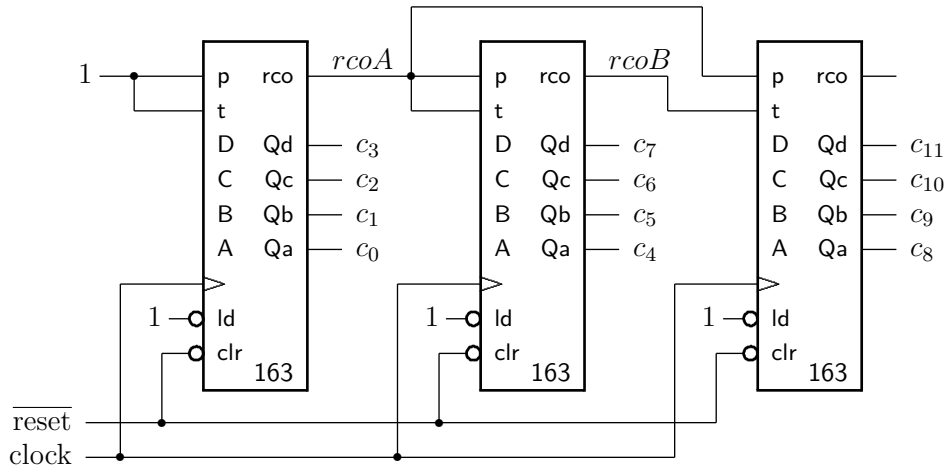 rcoA rcoB
1 p rco p rco p rco
t t t
D Qd c₃ D Qd c₇ D Qd c₁₁
C Qc c₂ C Qc c₆ C Qc c₁₀
B Qb c₁ B Qb c₅ B Qb c₉
A Qa c₀ A Qa c₄ A Qa c₈
1 ld 1 ld 1 ld
clr clr clr
163 163 163
reset
clock